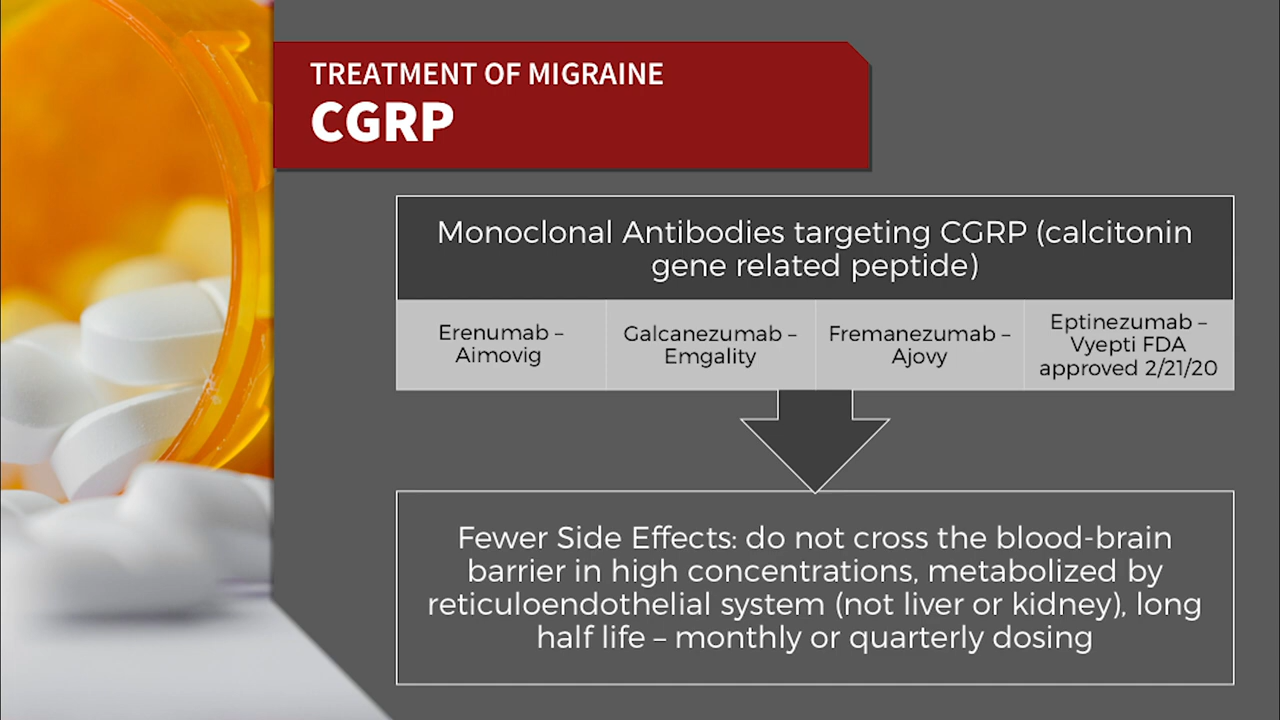 TREATMENT OF MIGRAINE
CGRP
Monoclonal Antibodies targeting CGRP (calcitonin
gene related peptide)
Erenumab –
Aimovig
Galcanezumab –
Emgality
Fremanezumab –
Ajovy
Eptinezumab –
Vyepti FDA
approved 2/21/20
Fewer Side Effects: do not cross the blood-brain
barrier in high concentrations, metabolized by
reticuloendothelial system (not liver or kidney), long
half life – monthly or quarterly dosing